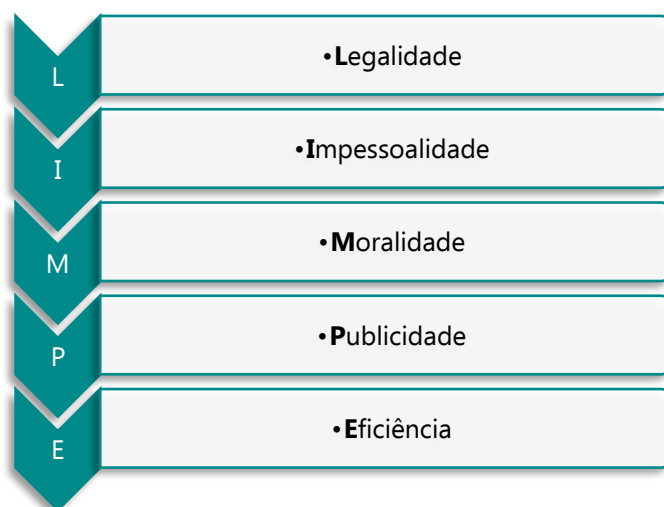 L
•Legalidade
I
•Impessoalidade
M
•Moralidade
P
•Publicidade
E
•Eficiência